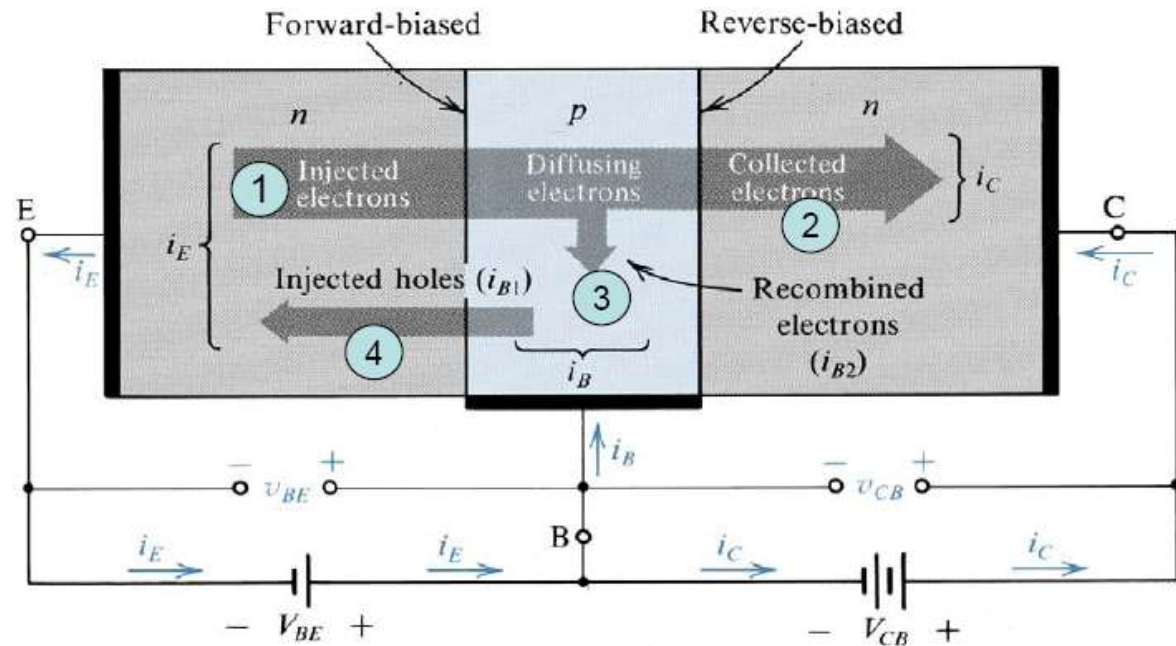 Forward-biased
Reverse-biased
n
p
n
1
Injected
electrons
Diffusing
electrons
Collected
electrons
2
i_C
E
C
i_E
i_E
i_C
Injected holes (i_B1)
3
4
Recombined
electrons
(i_B2)
i_B
i_B
− v_BE +
− v_CB +
B
i_E
i_E
i_C
i_C
− V_BE +
− V_CB +